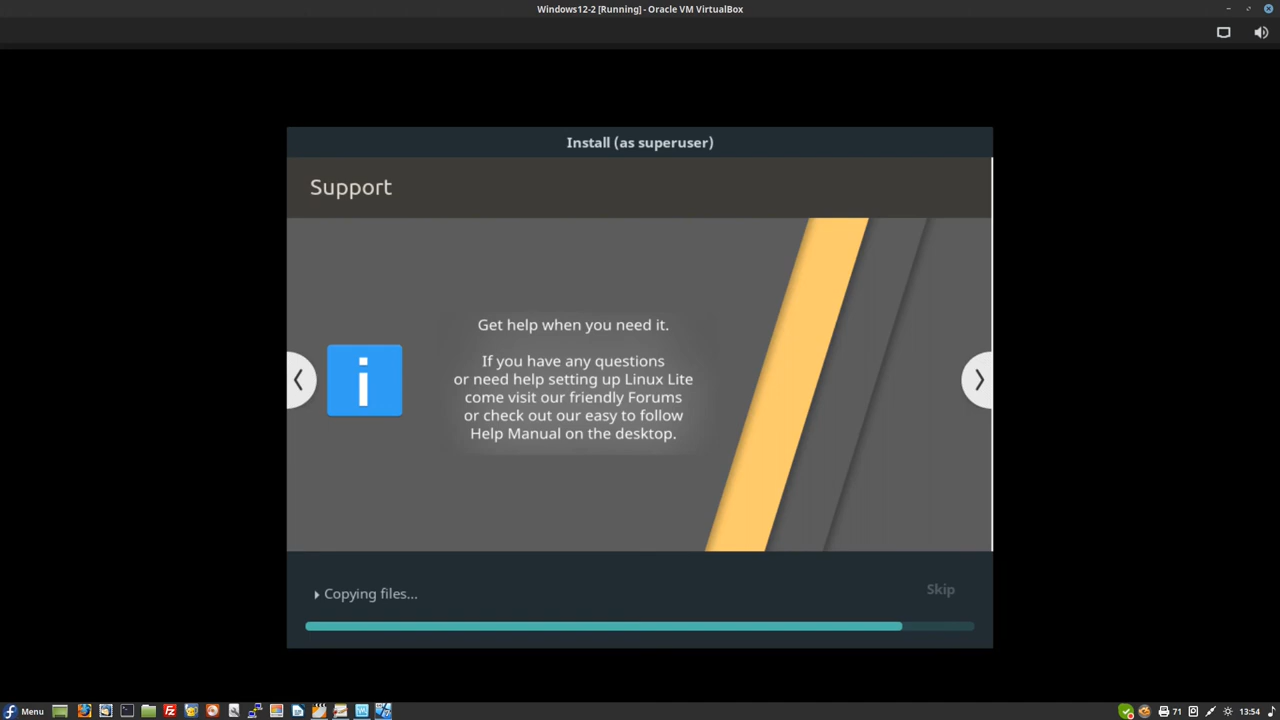 Windows12-2 [Running] - Oracle VM VirtualBox
Install (as superuser)
Support
Get help when you need it.
If you have any questions
or need help setting up Linux Lite
come visit our friendly Forums
or check out our easy to follow
Help Manual on the desktop.
i
Copying files...
Skip
Menu
71
13:54